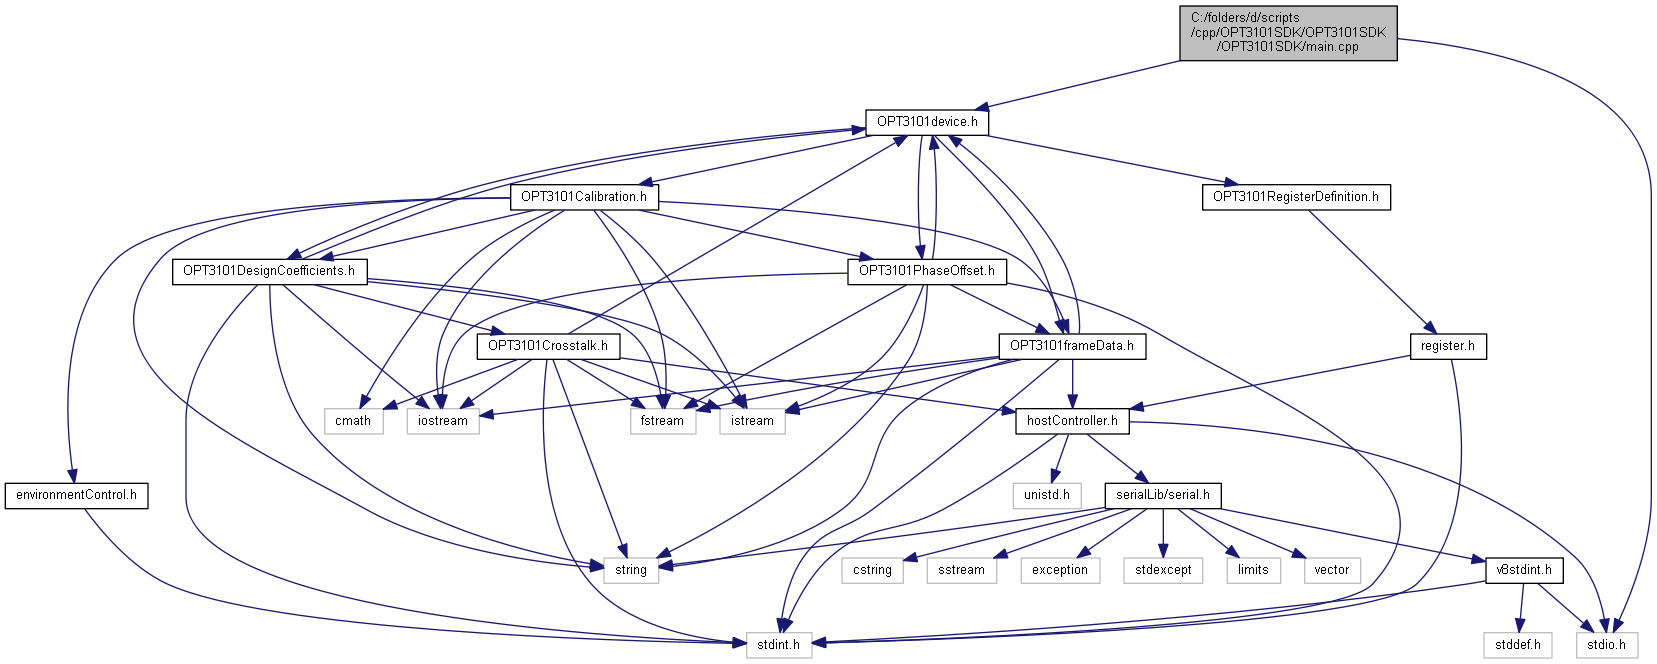 C:/folders/d/scripts
/cpp/OPT3101SDK/OPT3101SDK
/OPT3101SDK/main.cpp
OPT3101device.h
OPT3101Calibration.h
OPT3101RegisterDefinition.h
OPT3101DesignCoefficients.h
OPT3101PhaseOffset.h
OPT3101Crosstalk.h
OPT3101frameData.h
register.h
cmath
iostream
fstream
istream
hostController.h
environmentControl.h
unistd.h
serialLib/serial.h
string
cstring
sstream
exception
stdexcept
limits
vector
v8stdint.h
stdint.h
stddef.h
stdio.h